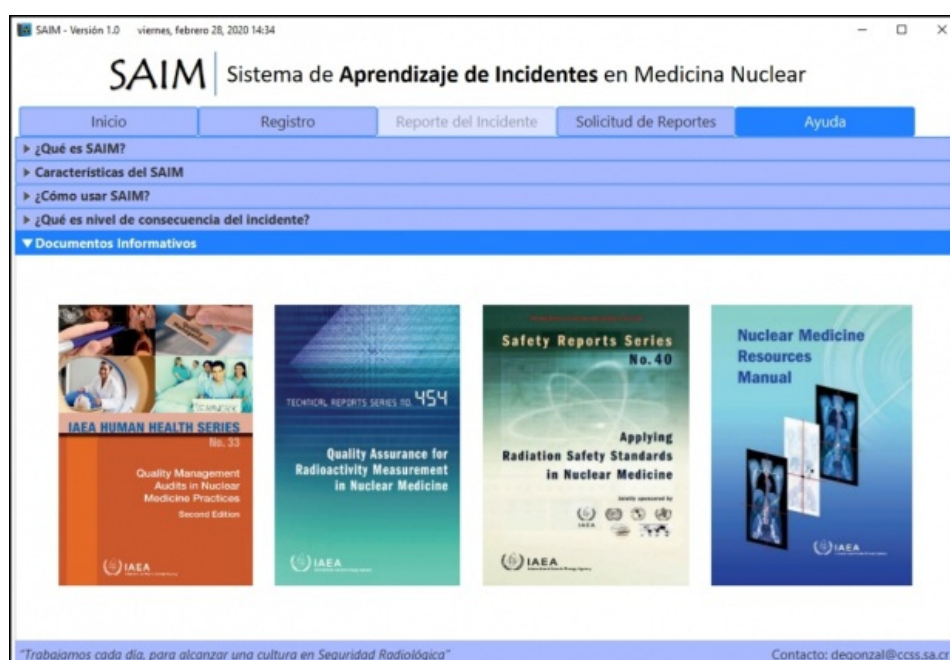 SAIM - Versión 1.0 viernes, febrero 28, 2020 14:34
SAIM Sistema de Aprendizaje de Incidentes en Medicina Nuclear
Inicio Registro Reporte del Incidente Solicitud de Reportes Ayuda
¿Qué es SAIM?
Características del SAIM
¿Cómo usar SAIM?
¿Qué es nivel de consecuencia del incidente?
Documentos Informativos
IAEA HUMAN HEALTH SERIES
No. 33
Quality Management
Audits in Nuclear
Medicine Practices
Second Edition
IAEA
TECHNICAL REPORTS SERIES NO. 454
Quality Assurance for
Radioactivity Measurement
in Nuclear Medicine
IAEA
Safety Reports Series
No. 40
Applying
Radiation Safety Standards
in Nuclear Medicine
Jointly sponsored by
IAEA
IAEA
Nuclear Medicine
Resources
Manual
IAEA
"Trabajamos cada día, para alcanzar una cultura en Seguridad Radiológica" Contacto: degonzal@ccss.sa.cr